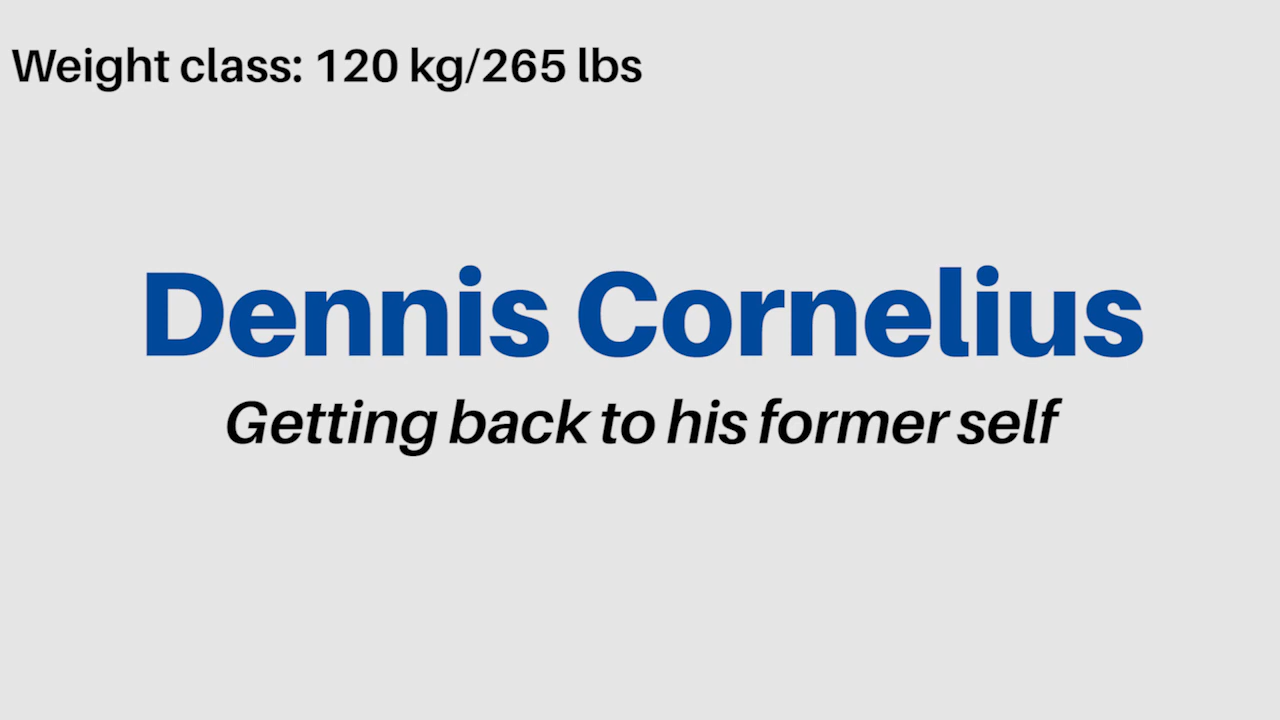 Weight class: 120 kg/265 lbs
Dennis Cornelius
Getting back to his former self